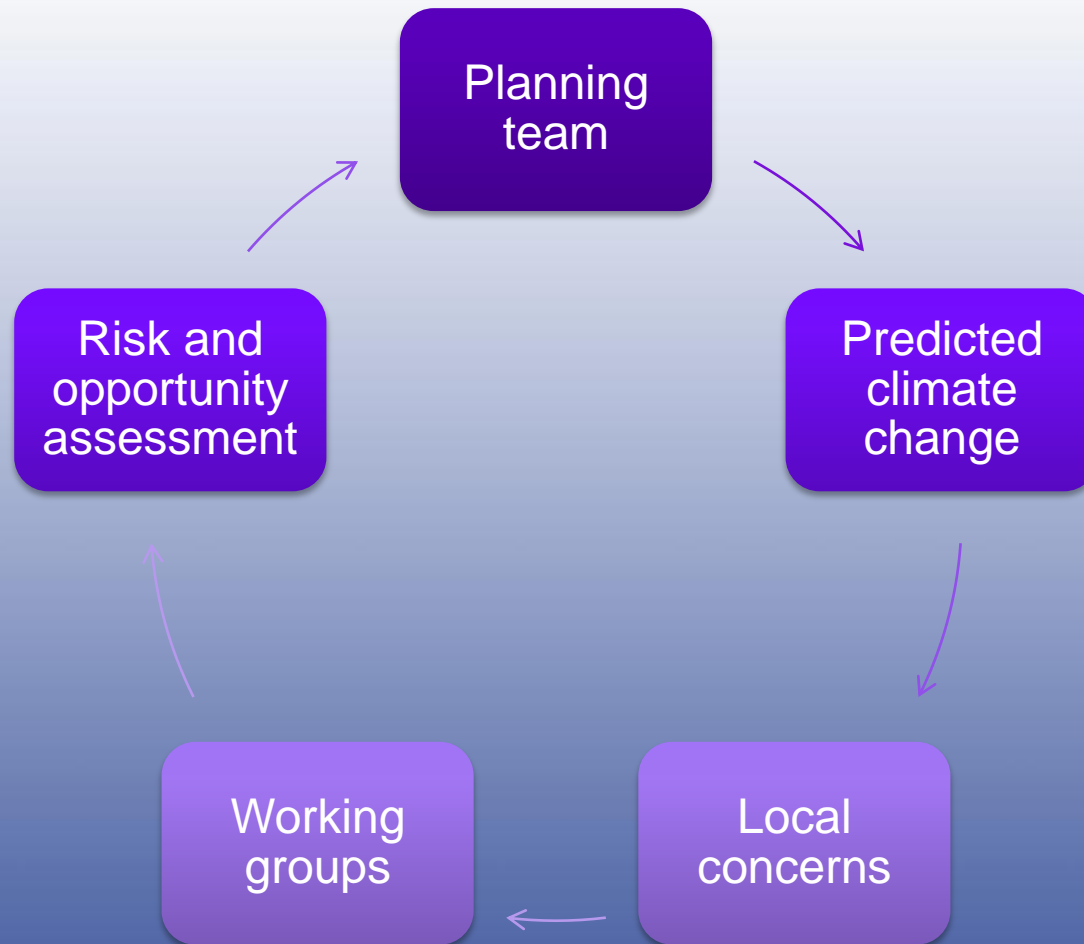 Planning
team
Predicted
climate
change
Local
concerns
Working
groups
Risk and
opportunity
assessment